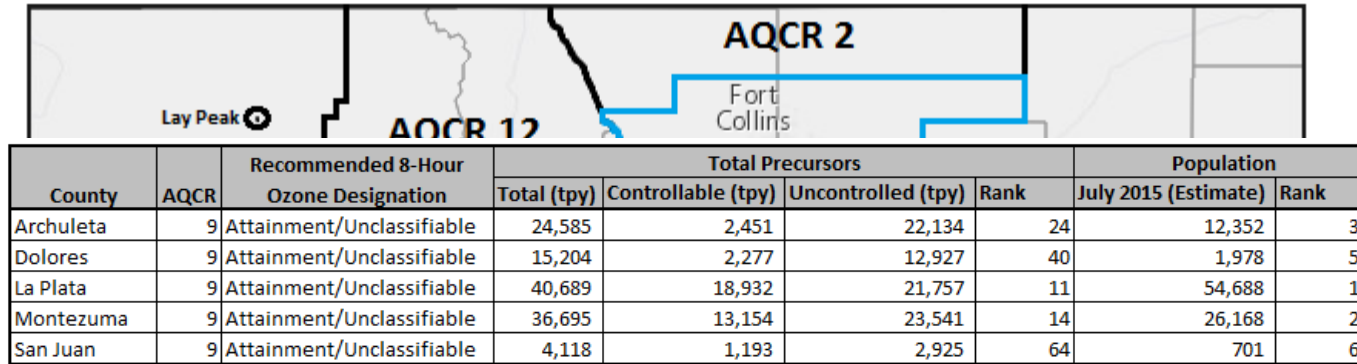 AQCR 2
Fort
Collins
Lay Peak
AQCR 12
County AQCR Recommended 8-Hour Ozone Designation Total Precursors Population
Total (tpy) Controllable (tpy) Uncontrolled (tpy) Rank July 2015 (Estimate) Rank
Archuleta 9 Attainment/Unclassifiable 24,585 2,451 22,134 24 12,352 3
Dolores 9 Attainment/Unclassifiable 15,204 2,277 12,927 40 1,978 5
La Plata 9 Attainment/Unclassifiable 40,689 18,932 21,757 11 54,688 1
Montezuma 9 Attainment/Unclassifiable 36,695 13,154 23,541 14 26,168 2
San Juan 9 Attainment/Unclassifiable 4,118 1,193 2,925 64 701 6